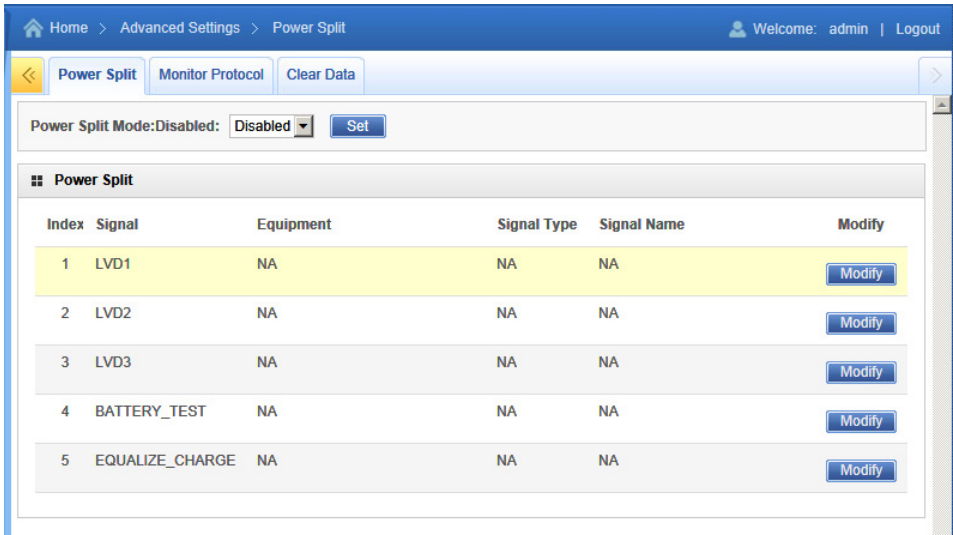 Home > Advanced Settings > Power Split Welcome: admin | Logout
Power Split Monitor Protocol Clear Data
Power Split Mode:Disabled: Disabled Set
Power Split
Index Signal Equipment Signal Type Signal Name Modify
1 LVD1 NA NA NA Modify
2 LVD2 NA NA NA Modify
3 LVD3 NA NA NA Modify
4 BATTERY_TEST NA NA NA Modify
5 EQUALIZE_CHARGE NA NA NA Modify